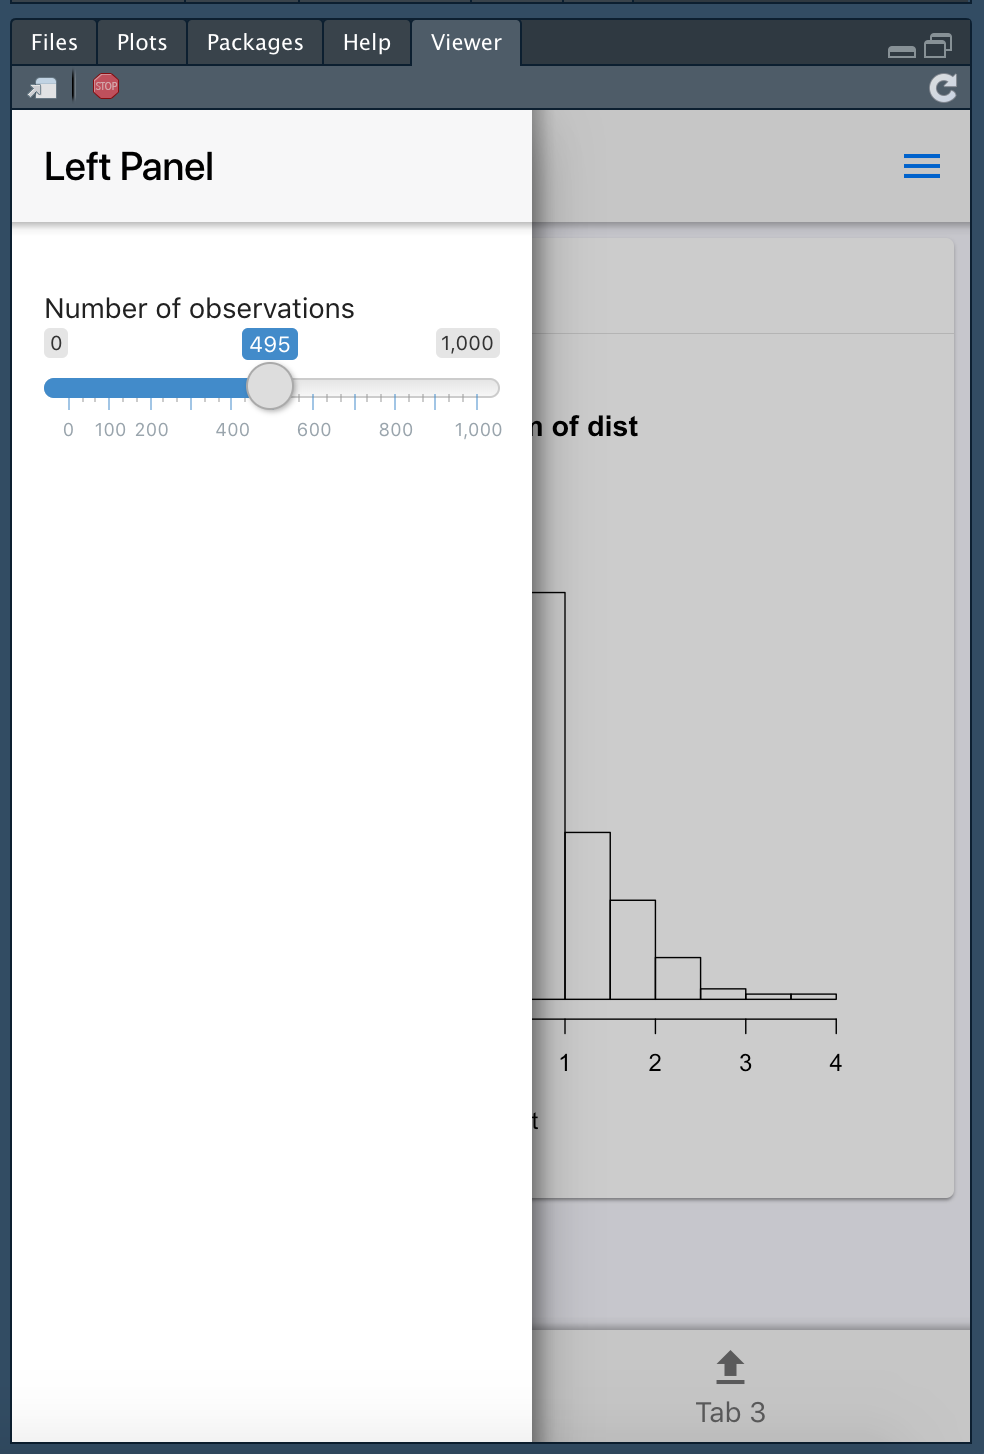 Files Plots Packages Help Viewer
STOP
Left Panel
Number of observations
0 495 1,000
0 100 200 400 600 800 1,000
of dist
1 2 3 4
Tab 3